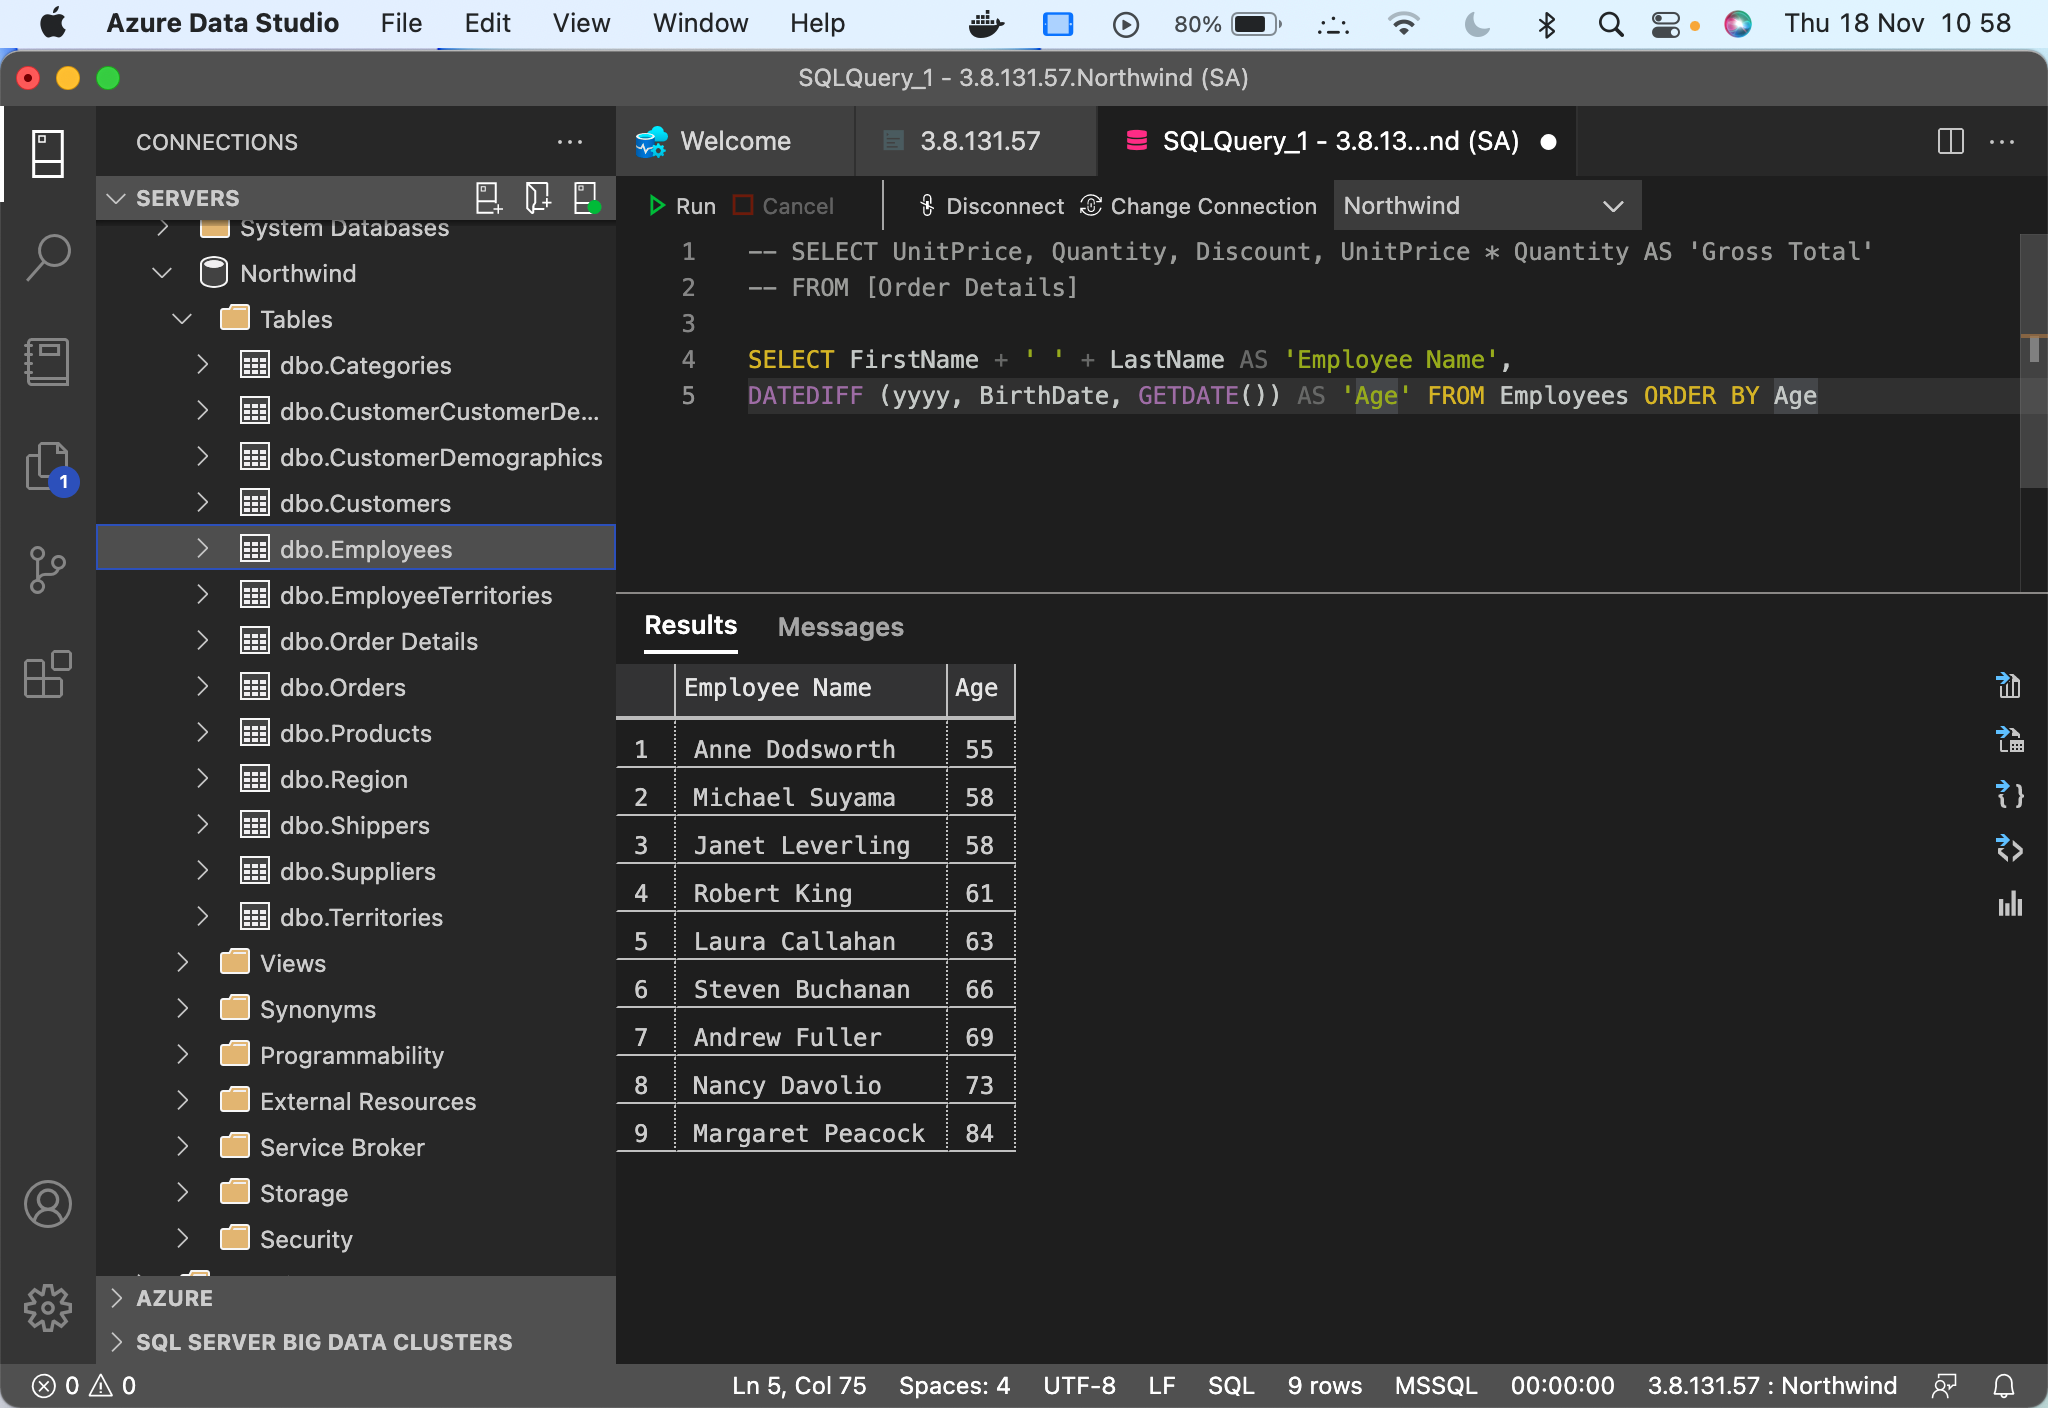 Azure Data Studio File Edit View Window Help 80% Thu 18 Nov 10 58
SQLQuery_1 - 3.8.131.57.Northwind (SA)
CONNECTIONS
Welcome 3.8.131.57 SQLQuery_1 - 3.8.13...nd (SA)
SERVERS
Run Cancel Disconnect Change Connection Northwind
System Databases
Northwind
Tables
dbo.Categories
dbo.CustomerCustomerDe...
dbo.CustomerDemographics
dbo.Customers
dbo.Employees
dbo.EmployeeTerritories
dbo.Order Details
dbo.Orders
dbo.Products
dbo.Region
dbo.Shippers
dbo.Suppliers
dbo.Territories
Views
Synonyms
Programmability
External Resources
Service Broker
Storage
Security
AZURE
SQL SERVER BIG DATA CLUSTERS
1
1 -- SELECT UnitPrice, Quantity, Discount, UnitPrice * Quantity AS 'Gross Total'
2 -- FROM [Order Details]
3
4 SELECT FirstName + ' ' + LastName AS 'Employee Name',
5 DATEDIFF (yyyy, BirthDate, GETDATE()) AS 'Age' FROM Employees ORDER BY Age
Results Messages
Employee Name Age
1 Anne Dodsworth 55
2 Michael Suyama 58
3 Janet Leverling 58
4 Robert King 61
5 Laura Callahan 63
6 Steven Buchanan 66
7 Andrew Fuller 69
8 Nancy Davolio 73
9 Margaret Peacock 84
0 0 Ln 5, Col 75 Spaces: 4 UTF-8 LF SQL 9 rows MSSQL 00:00:00 3.8.131.57 : Northwind